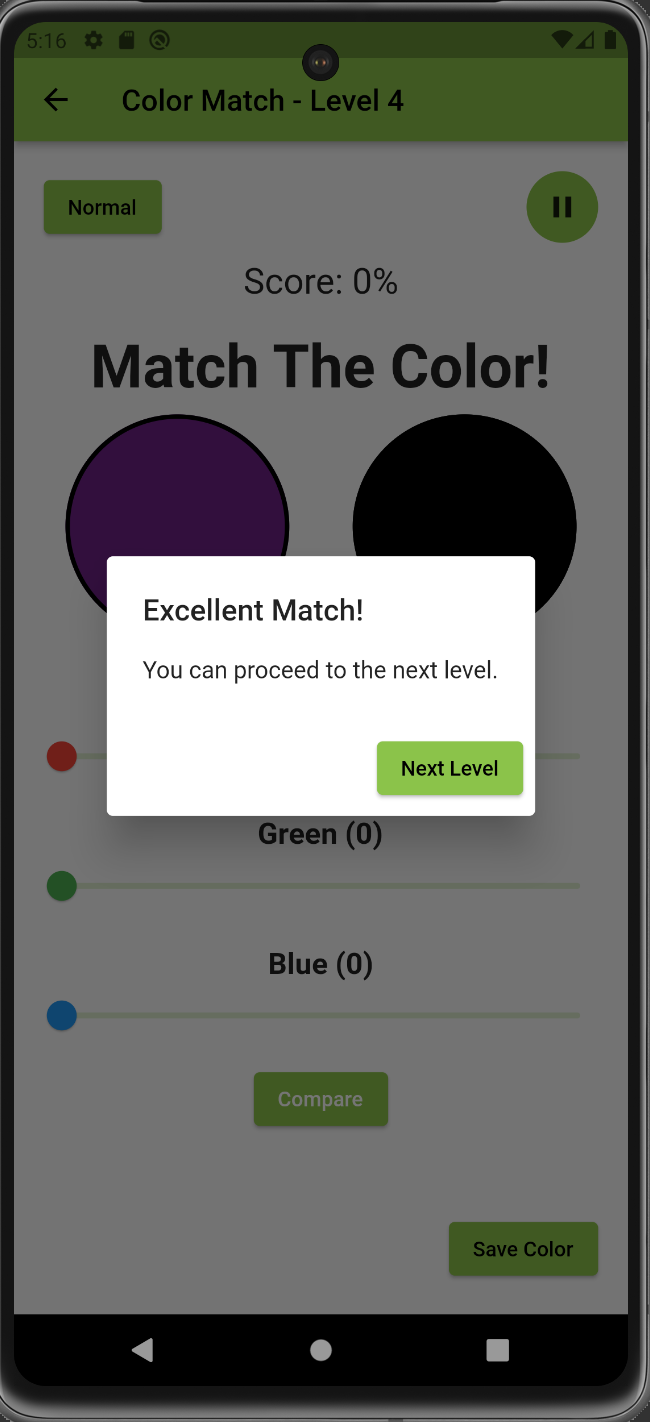 5:16
Color Match - Level 4
Normal
Score: 0%
Match The Color!
Excellent Match!
You can proceed to the next level.
Next Level
Green (0)
Blue (0)
Compare
Save Color